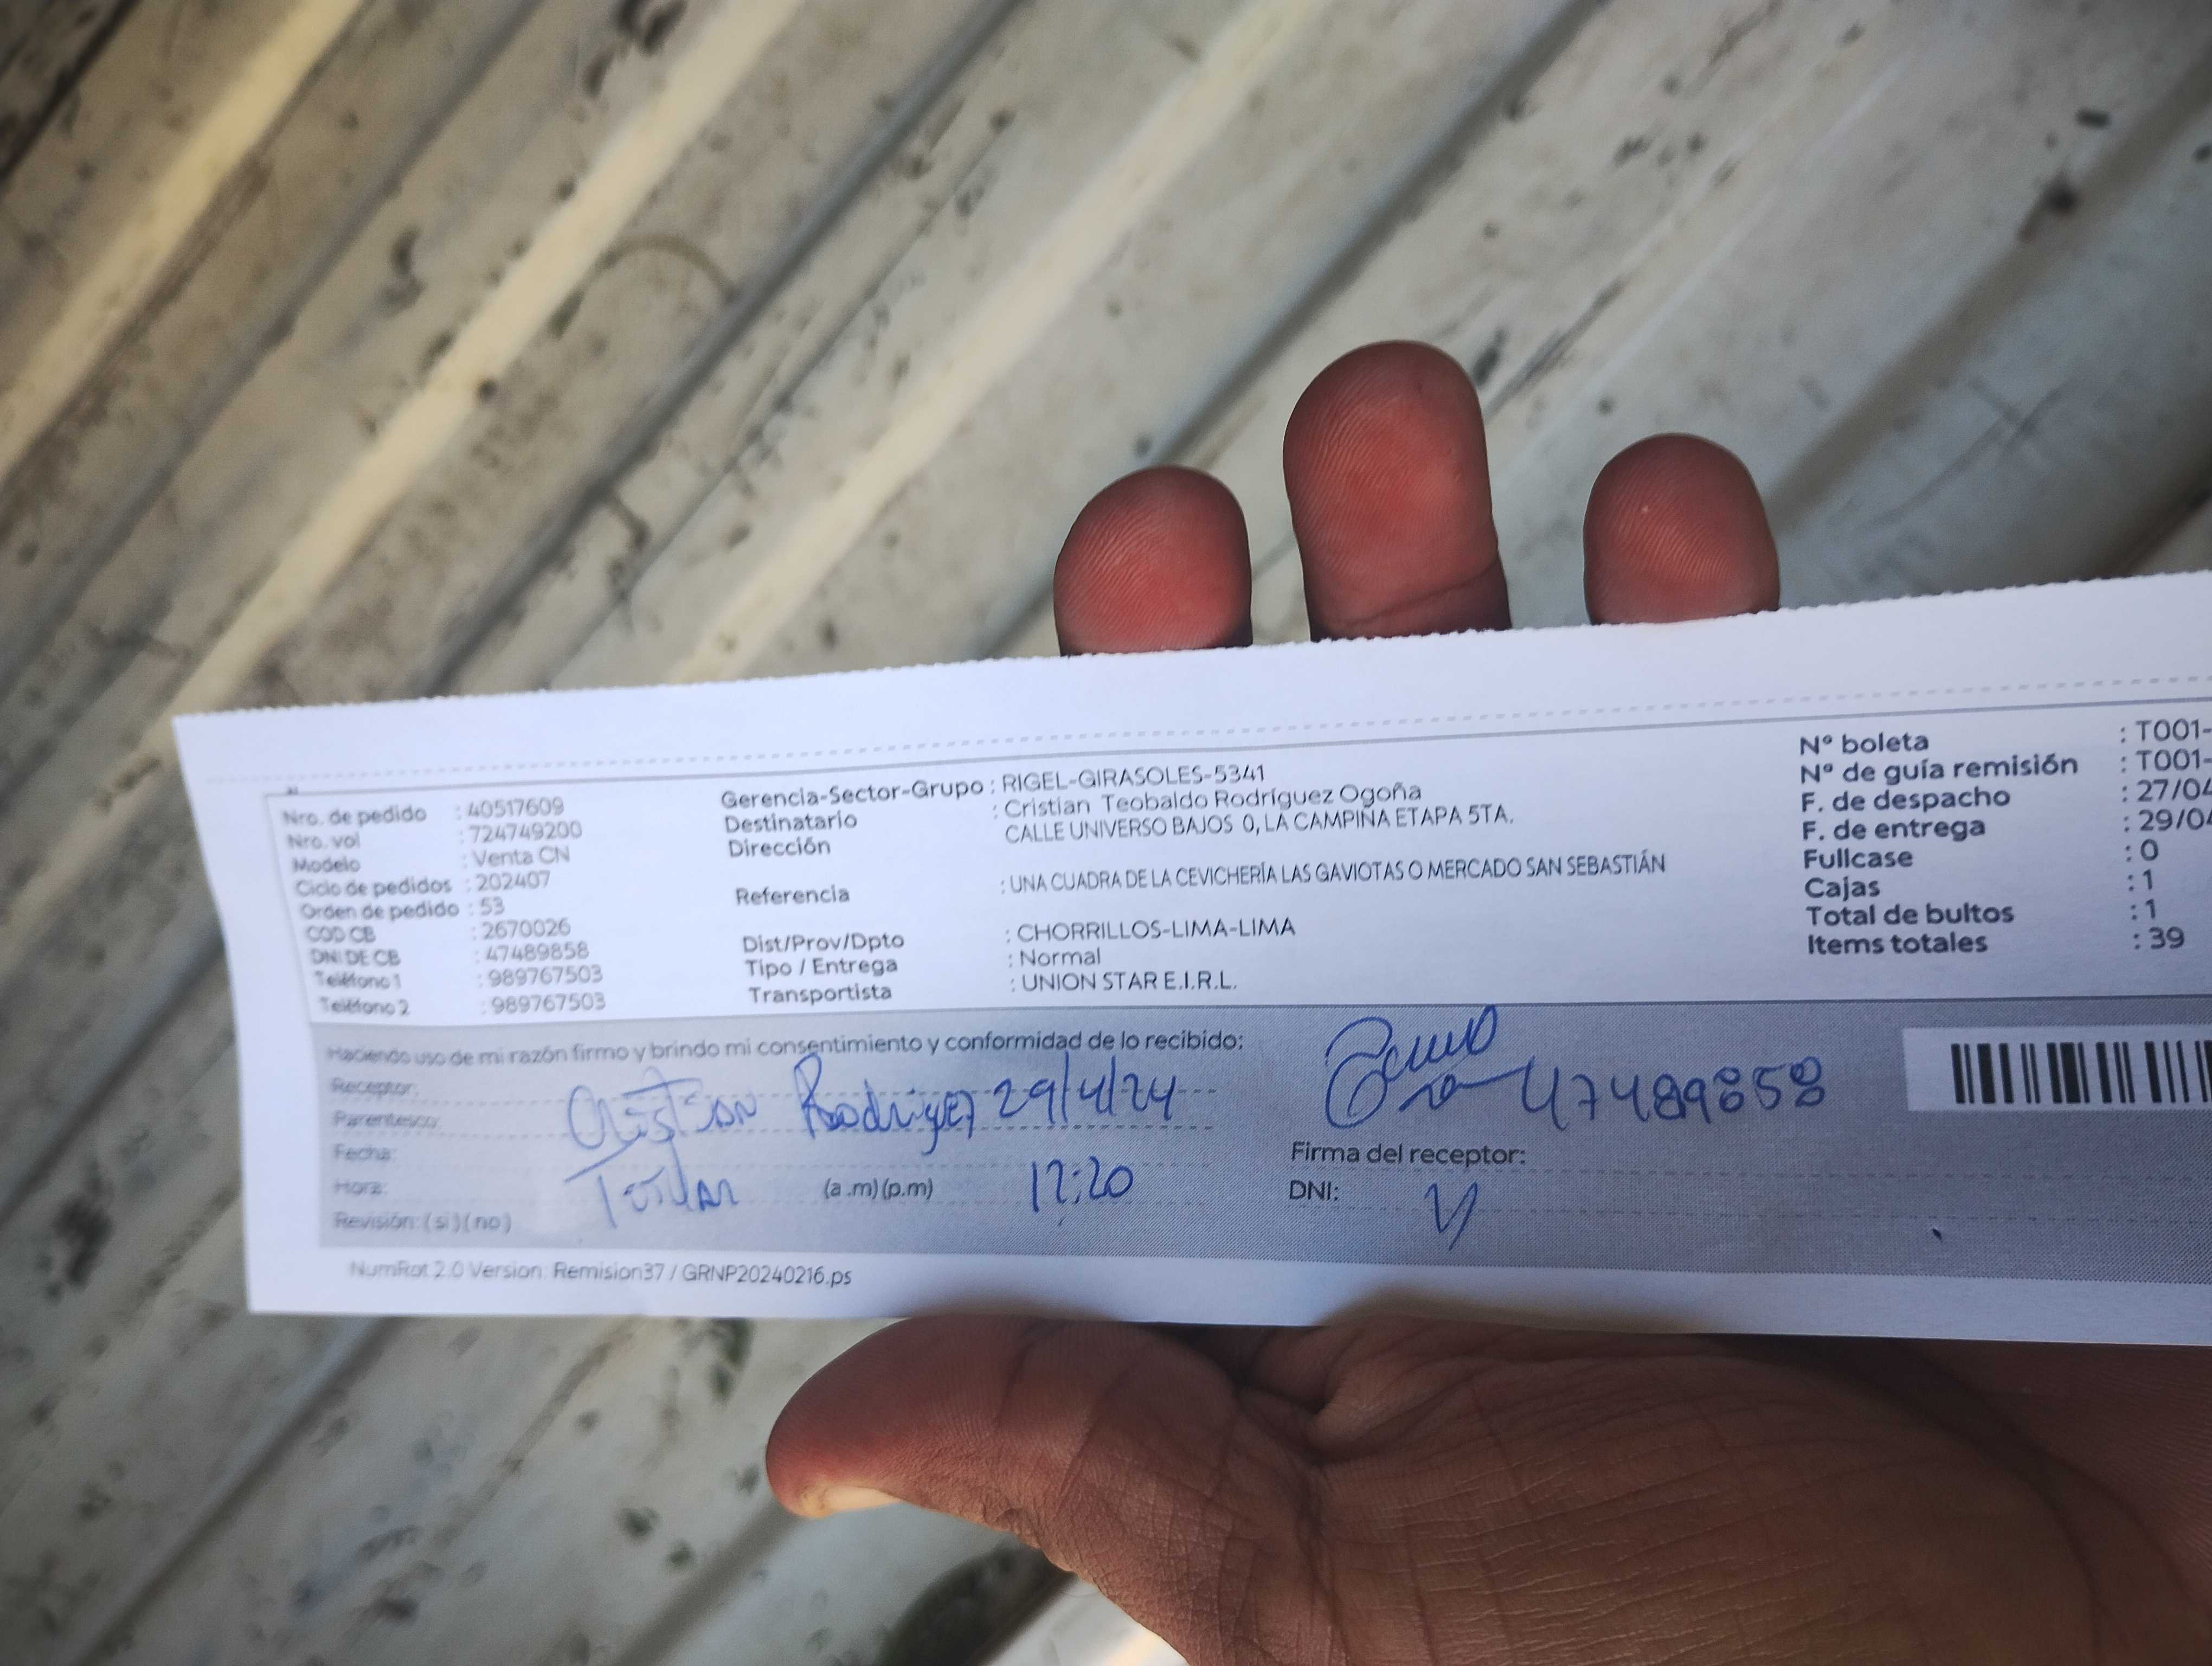 Nro. de pedido : 40517609
Nro. vol : 724749200
Modelo : Venta CN
Ciclo de pedidos : 202407
Orden de pedido : 53
COD CB : 2670026
DNI DE CB : 47489858
Teléfono 1 : 989767503
Teléfono 2 : 989767503
Gerencia-Sector-Grupo : RIGEL-GIRASOLES-5341
Destinatario : Cristian Teobaldo Rodríguez Ogoña
Dirección CALLE UNIVERSO BAJOS 0, LA CAMPIÑA ETAPA 5TA.
Referencia : UNA CUADRA DE LA CEVICHERÍA LAS GAVIOTAS O MERCADO SAN SEBASTIÁN
Dist/Prov/Dpto : CHORRILLOS-LIMA-LIMA
Tipo / Entrega : Normal
Transportista : UNION STAR E.I.R.L.
Nº boleta : T001-
Nº de guía remisión : T001-
F. de despacho : 27/04
F. de entrega : 29/04
Fullcase : 0
Cajas : 1
Total de bultos : 1
Items totales : 39
Haciendo uso de mi razón firmo y brindo mi consentimiento y conformidad de lo recibido:
Receptor:
Parentesco: Cristian Rodriguez 29/4/24
Fecha:
Hora: Titular (a .m) (p.m) 12:20
Revisión: ( si ) ( no )
47489858
Firma del receptor:
DNI:
NumRot 2.0 Version: Remision37 / GRNP20240216.ps